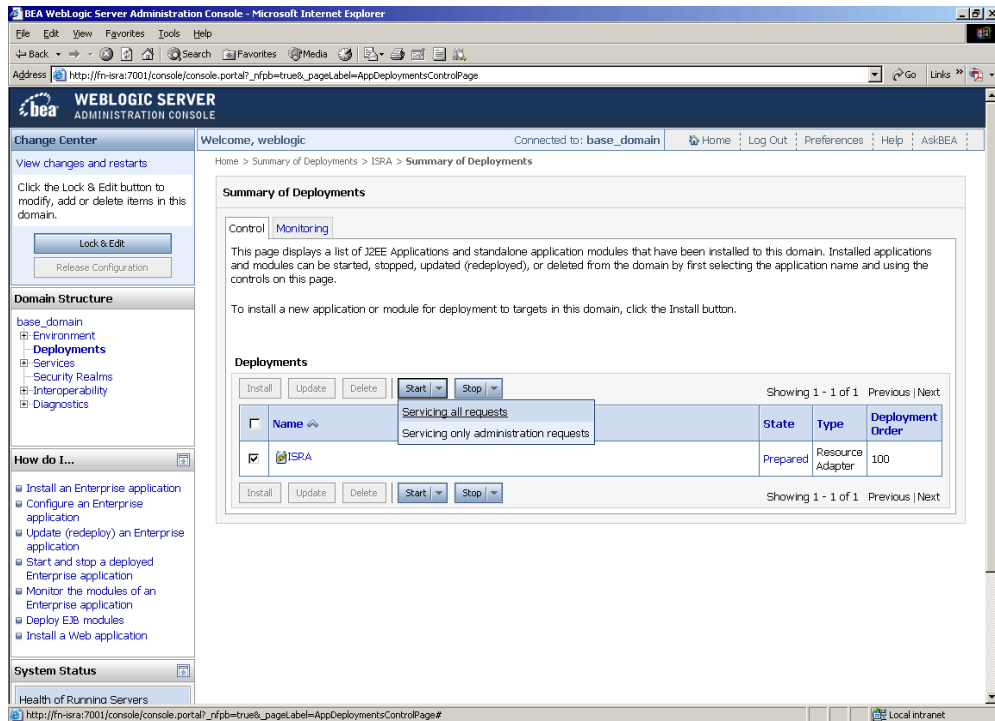 BEA WebLogic Server Administration Console - Microsoft Internet Explorer
File Edit View Favorites Tools Help
Back Search Favorites Media
Address http://fn-isra:7001/console/console.portal?_nfpb=true&_pageLabel=AppDeploymentsControlPage Go Links »
bea WEBLOGIC SERVER
ADMINISTRATION CONSOLE
Change Center
View changes and restarts
Click the Lock & Edit button to
modify, add or delete items in this
domain.
Lock & Edit
Release Configuration
Domain Structure
base_domain
Environment
Deployments
Services
Security Realms
Interoperability
Diagnostics
How do I...
Install an Enterprise application
Configure an Enterprise
application
Update (redeploy) an Enterprise
application
Start and stop a deployed
Enterprise application
Monitor the modules of an
Enterprise application
Deploy EJB modules
Install a Web application
System Status
Health of Running Servers
Welcome, weblogic Connected to: base_domain Home Log Out Preferences Help AskBEA
Home > Summary of Deployments > ISRA > Summary of Deployments
Summary of Deployments
Control Monitoring
This page displays a list of J2EE Applications and standalone application modules that have been installed to this domain. Installed applications
and modules can be started, stopped, updated (redeployed), or deleted from the domain by first selecting the application name and using the
controls on this page.
To install a new application or module for deployment to targets in this domain, click the Install button.
Deployments
Install Update Delete Start Stop Showing 1 - 1 of 1 Previous | Next
Servicing all requests
Servicing only administration requests
Name State Type Deployment
Order
ISRA Prepared Resource
Adapter 100
Install Update Delete Start Stop Showing 1 - 1 of 1 Previous | Next
http://fn-isra:7001/console/console.portal?_nfpb=true&_pageLabel=AppDeploymentsControlPage# Local intranet